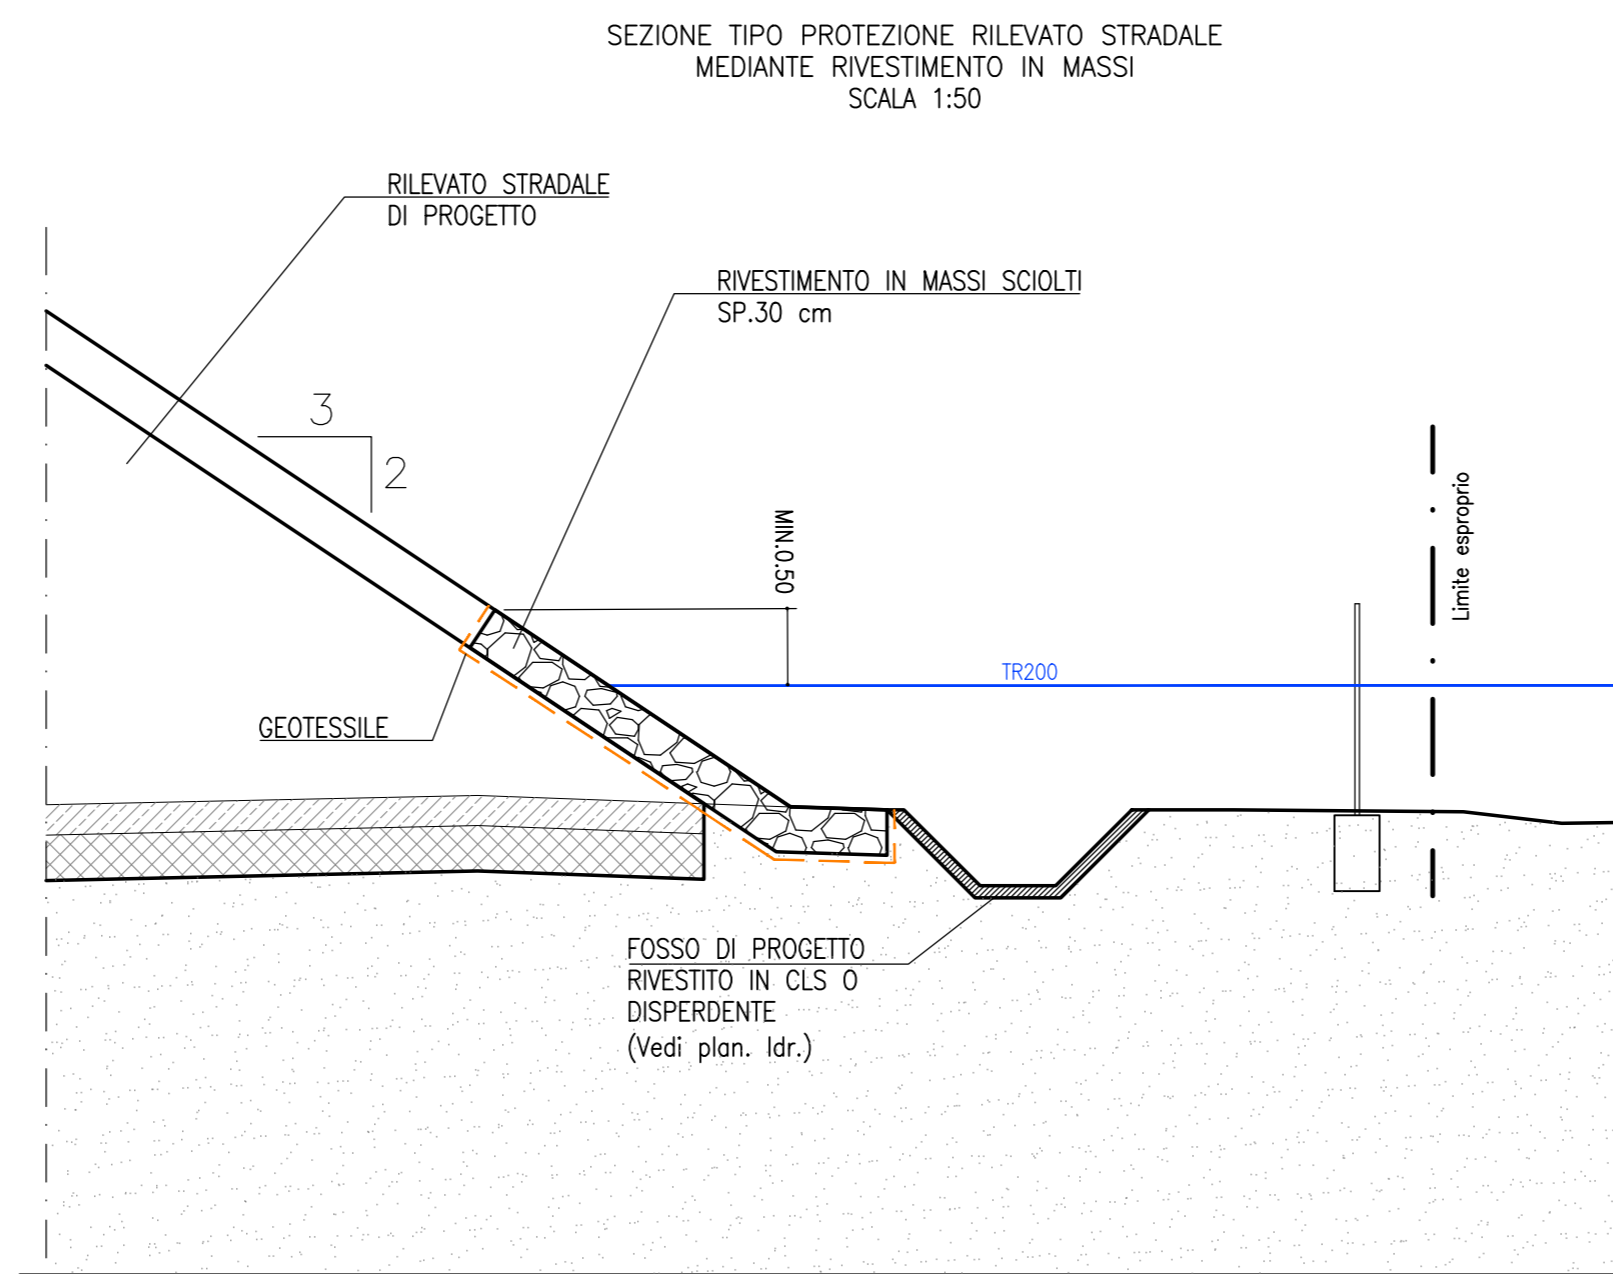 SEZIONE TIPO PROTEZIONE RILEVATO STRADALE
MEDIANTE RIVESTIMENTO IN MASSI
SCALA 1:50
RILEVATO STRADALE
DI PROGETTO
RIVESTIMENTO IN MASSI SCIOLTI
SP.30 cm
3
2
MIN.0.50
Limite esproprio
TR200
GEOTESSILE
FOSSO DI PROGETTO
RIVESTITO IN CLS O
DISPERDENTE
(Vedi plan. Idr.)